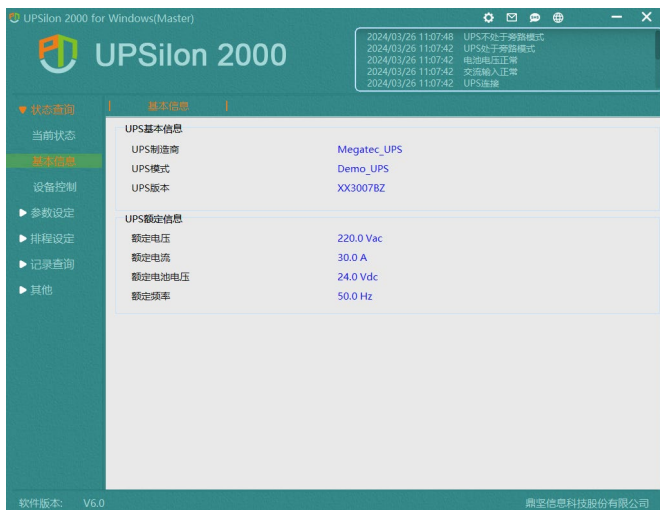 UPSilon 2000 for Windows(Master)
UPSilon 2000
2024/03/26 11:07:48 UPS不处于旁路模式
2024/03/26 11:07:42 UPS处于旁路模式
2024/03/26 11:07:42 电池电压正常
2024/03/26 11:07:42 交流输入正常
2024/03/26 11:07:42 UPS连接
状态查询
当前状态
基本信息
设备控制
参数设定
排程设定
记录查询
其他
基本信息
UPS基本信息
UPS制造商 Megatec_UPS
UPS模式 Demo_UPS
UPS版本 XX3007BZ
UPS额定信息
额定电压 220.0 Vac
额定电流 30.0 A
额定电池电压 24.0 Vdc
额定频率 50.0 Hz
软件版本: V6.0
鼎坚信息科技股份有限公司